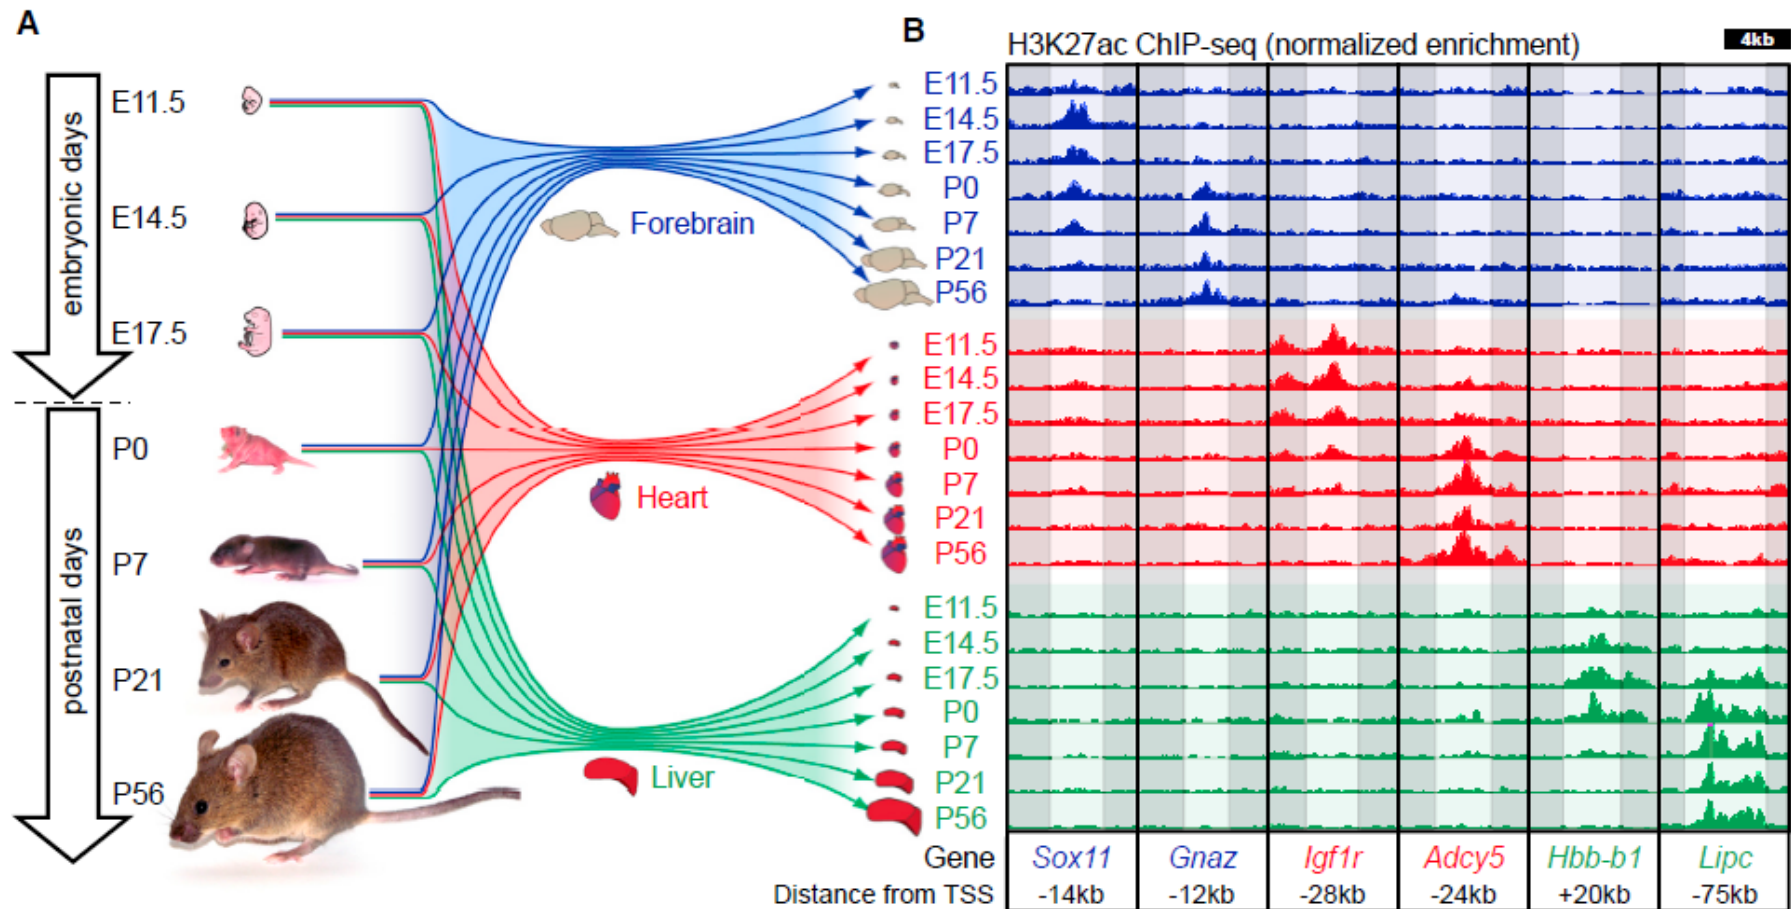 A
embryonic days
postnatal days
E11.5
E14.5
E17.5
P0
P7
P21
P56
Forebrain
Heart
Liver
B
H3K27ac ChIP-seq (normalized enrichment)
4kb
E11.5
E14.5
E17.5
P0
P7
P21
P56
E11.5
E14.5
E17.5
P0
P7
P21
P56
E11.5
E14.5
E17.5
P0
P7
P21
P56
Gene Sox11 Gnaz Igf1r Adcy5 Hbb-b1 Lipc
Distance from TSS -14kb -12kb -28kb -24kb +20kb -75kb